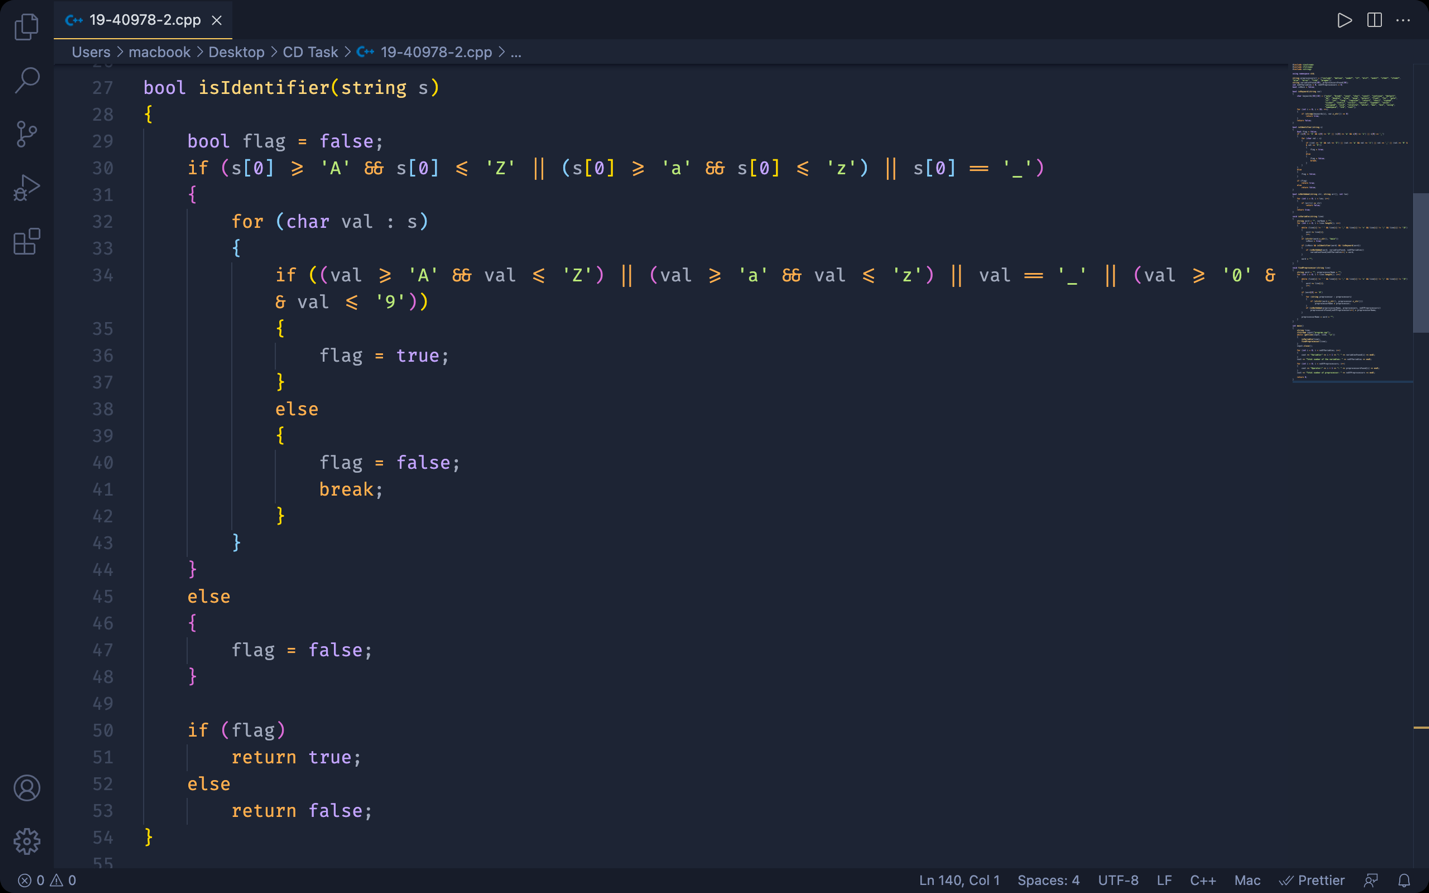 19-40978-2.cpp
Users > macbook > Desktop > CD Task > 19-40978-2.cpp > ...
27 bool isIdentifier(string s)
28 {
29     bool flag = false;
30     if (s[0] >= 'A' && s[0] <= 'Z' || (s[0] >= 'a' && s[0] <= 'z') || s[0] == '_')
31     {
32         for (char val : s)
33         {
34             if ((val >= 'A' && val <= 'Z') || (val >= 'a' && val <= 'z') || val == '_' || (val >= '0' &
& val <= '9'))
35             {
36                 flag = true;
37             }
38             else
39             {
40                 flag = false;
41                 break;
42             }
43         }
44     }
45     else
46     {
47         flag = false;
48     }
49
50     if (flag)
51         return true;
52     else
53         return false;
54 }
55
0 0 Ln 140, Col 1 Spaces: 4 UTF-8 LF C++ Mac Prettier